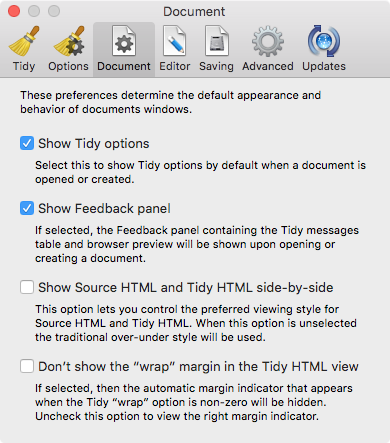 Document
Tidy Options Document Editor Saving Advanced Updates
These preferences determine the default appearance and
behavior of documents windows.
Show Tidy options
Select this to show Tidy options by default when a document is
opened or created.
Show Feedback panel
If selected, the Feedback panel containing the Tidy messages
table and browser preview will be shown upon opening or
creating a document.
Show Source HTML and Tidy HTML side-by-side
This option lets you control the preferred viewing style for
Source HTML and Tidy HTML. When this option is unselected
the traditional over-under style will be used.
Don’t show the “wrap” margin in the Tidy HTML view
If selected, then the automatic margin indicator that appears
when the Tidy “wrap” option is non-zero will be hidden.
Uncheck this option to view the right margin indicator.